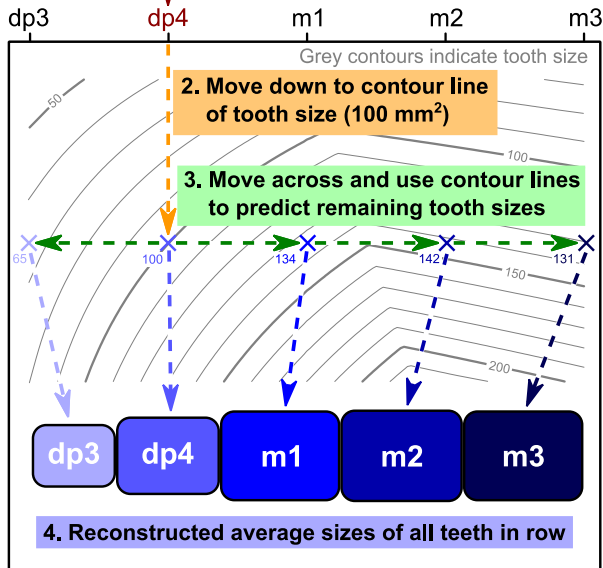 dp3 dp4 m1 m2 m3
Grey contours indicate tooth size
50
2. Move down to contour line
of tooth size (100 mm²)
100
3. Move across and use contour lines
to predict remaining tooth sizes
65 100 134 142 131
150
200
dp3 dp4 m1 m2 m3
4. Reconstructed average sizes of all teeth in row